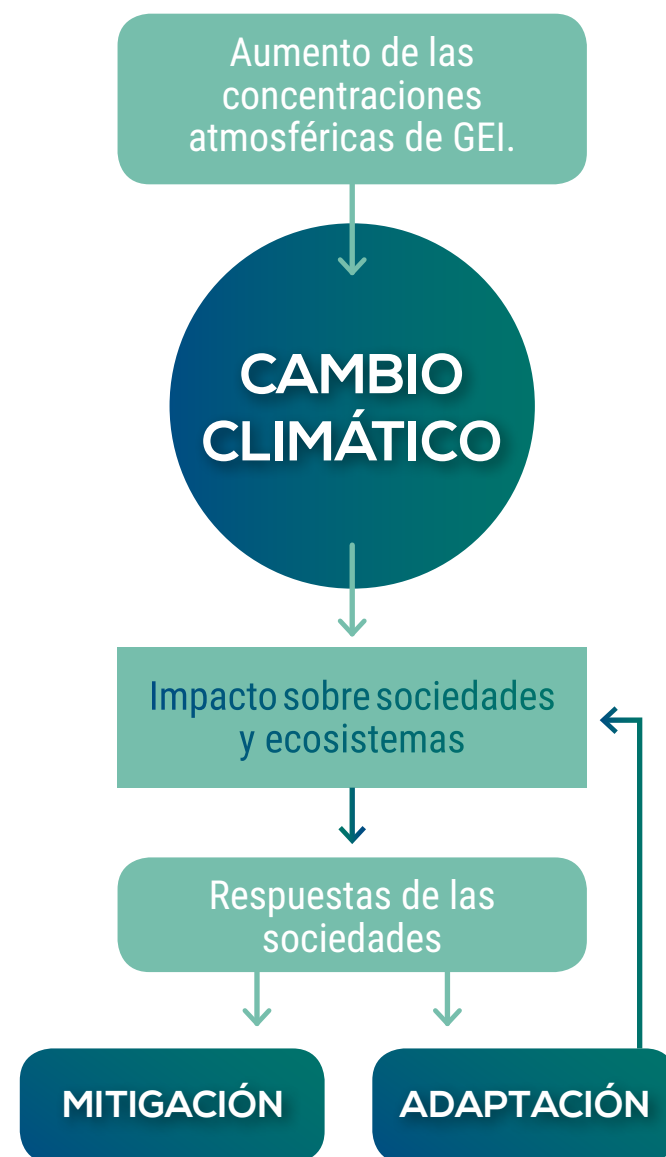 Aumento de las
concentraciones
atmosféricas de GEI.
CAMBIO
CLIMÁTICO
Impacto sobre sociedades
y ecosistemas
Respuestas de las
sociedades
MITIGACIÓN
ADAPTACIÓN